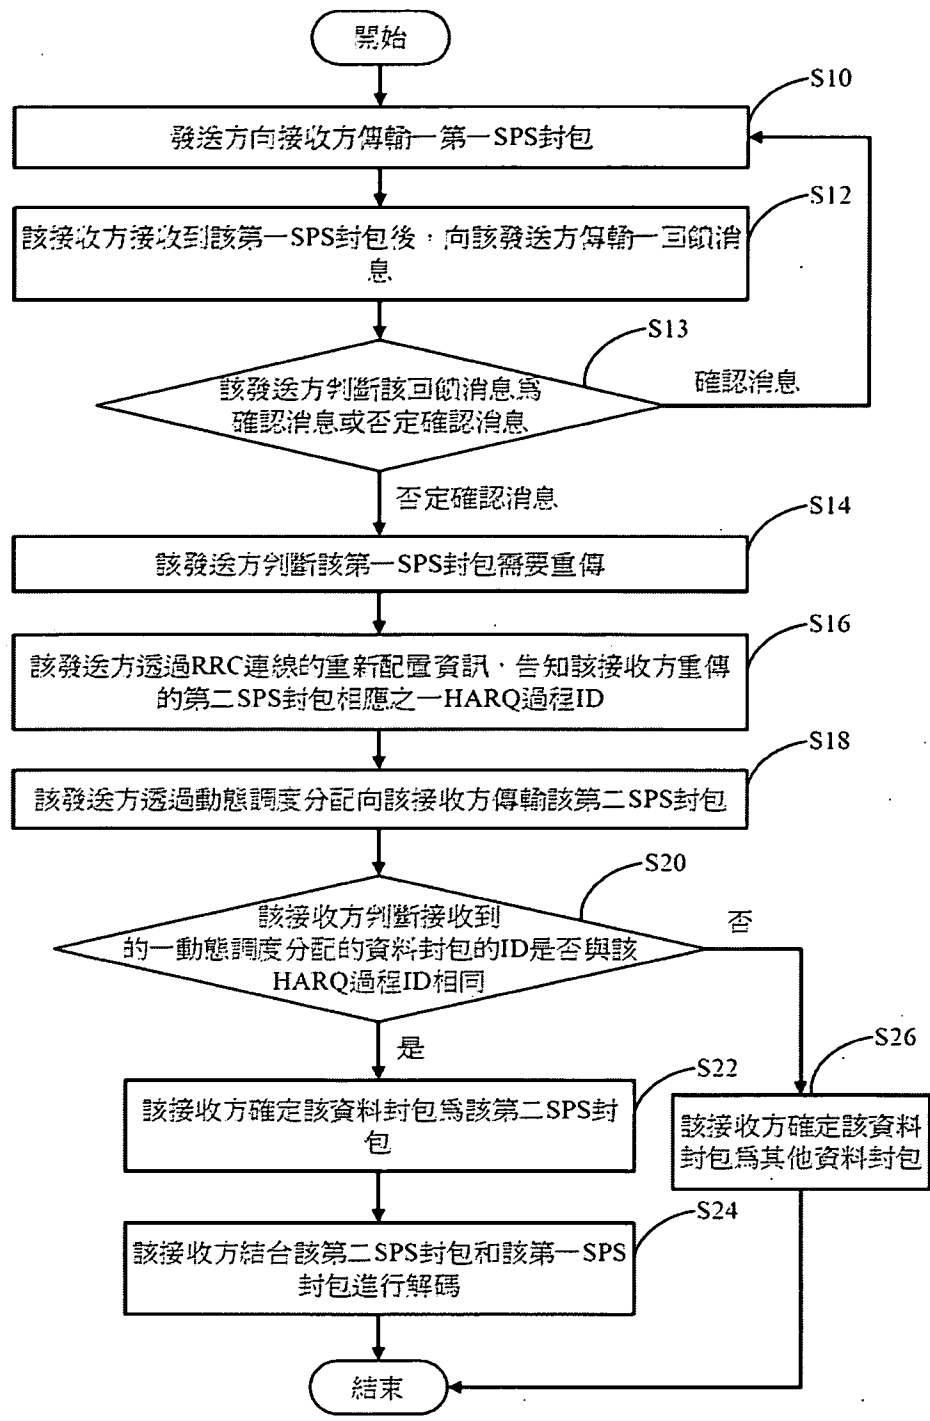 開始
S10
發送方向接收方傳輸一第一SPS封包
S12
該接收方接收到該第一SPS封包後，向該發送方傳輸一回饋消
息
S13
該發送方判斷該回饋消息爲
確認消息或否定確認消息
確認消息
否定確認消息
S14
該發送方判斷該第一SPS封包需要重傳
S16
該發送方透過RRC連線的重新配置資訊，告知該接收方重傳
的第二SPS封包相應之一HARQ過程ID
S18
該發送方透過動態調度分配向該接收方傳輸該第二SPS封包
S20
該接收方判斷接收到
的一動態調度分配的資料封包的ID是否與該
HARQ過程ID相同
否
是
S22
該接收方確定該資料封包爲該第二SPS封
包
S26
該接收方確定該資料
封包爲其他資料封包
S24
該接收方結合該第二SPS封包和該第一SPS
封包進行解碼
結束